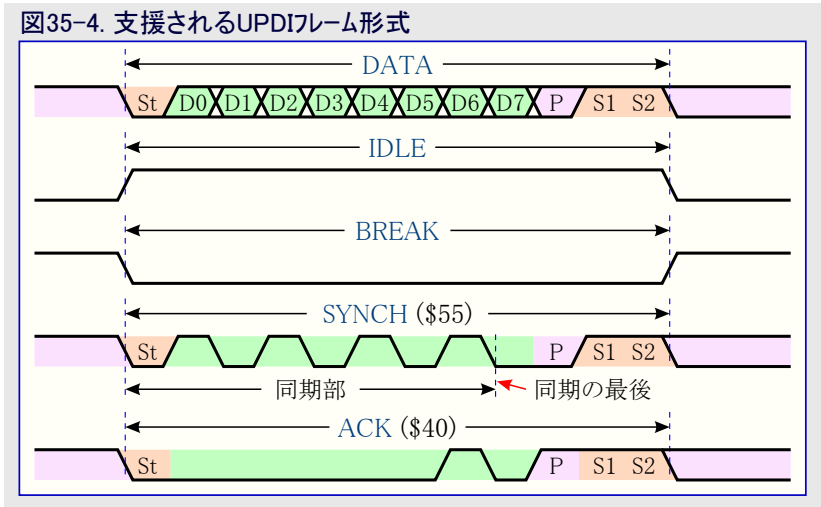 図35-4. 支援されるUPDIフレーム形式
DATA
St D0 D1 D2 D3 D4 D5 D6 D7 P S1 S2
IDLE
BREAK
SYNCH ($55)
St P S1 S2
同期部 同期の最後
ACK ($40)
St P S1 S2